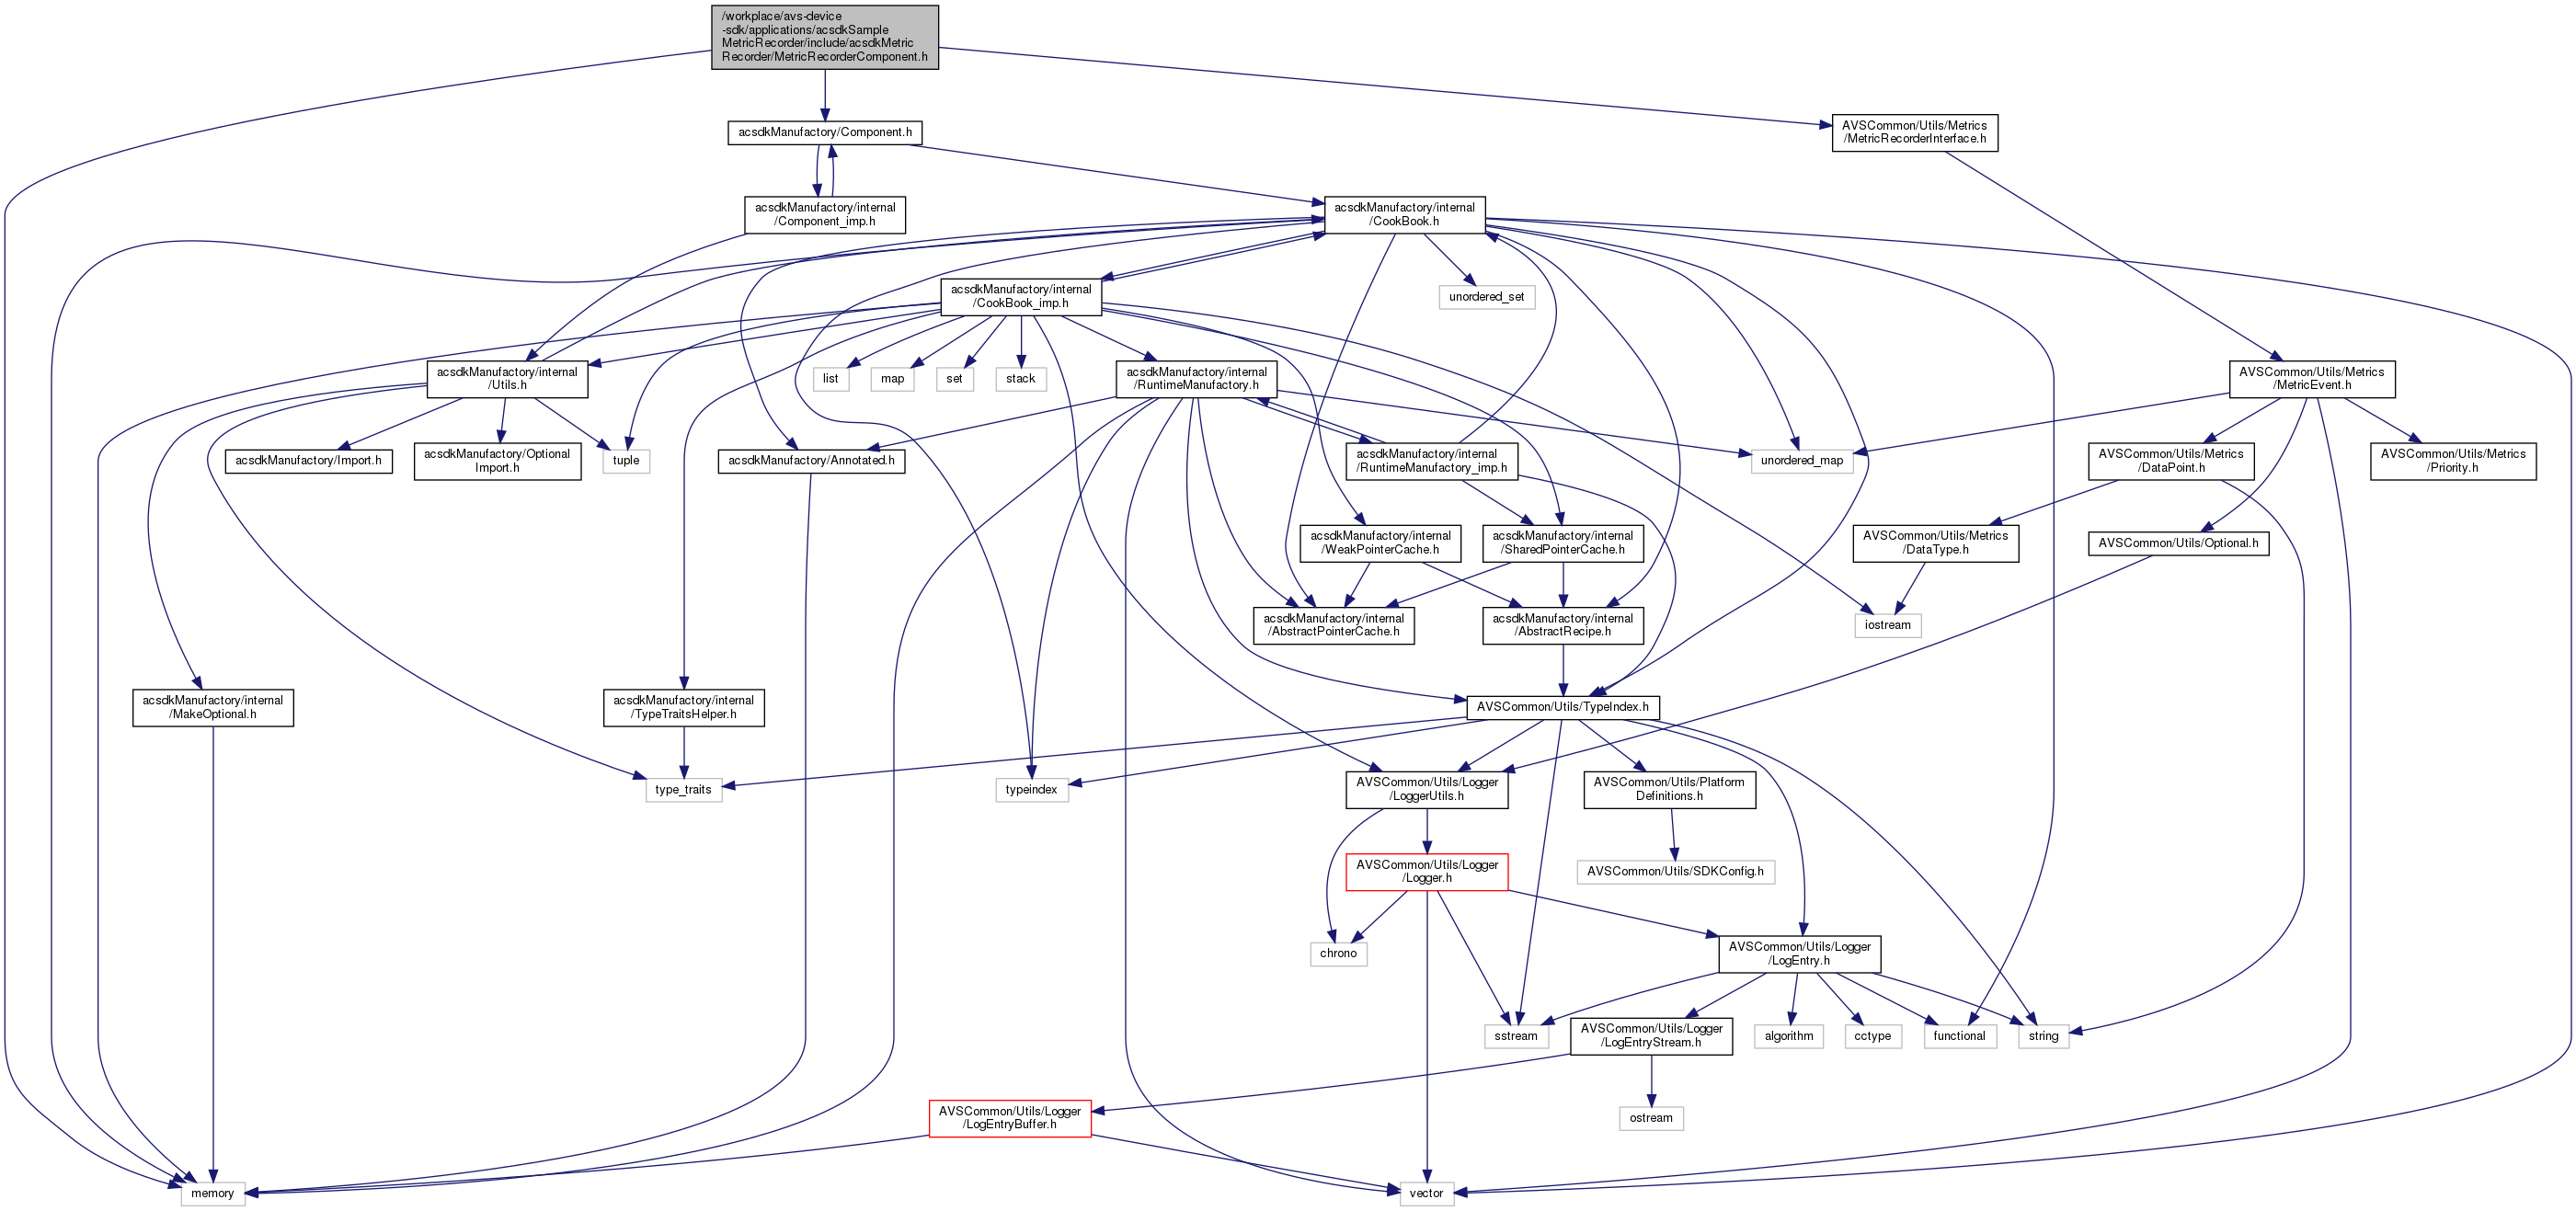 /workplace/avs-device
-sdk/applications/acsdkSample
MetricRecorder/include/acsdkMetric
Recorder/MetricRecorderComponent.h
acsdkManufactory/Component.h
AVSCommon/Utils/Metrics
/MetricRecorderInterface.h
acsdkManufactory/internal
/Component_imp.h
acsdkManufactory/internal
/CookBook.h
acsdkManufactory/internal
/CookBook_imp.h
unordered_set
acsdkManufactory/internal
/Utils.h
list
map
set
stack
acsdkManufactory/internal
/RuntimeManufactory.h
AVSCommon/Utils/Metrics
/MetricEvent.h
acsdkManufactory/Import.h
acsdkManufactory/Optional
Import.h
tuple
acsdkManufactory/Annotated.h
acsdkManufactory/internal
/RuntimeManufactory_imp.h
unordered_map
AVSCommon/Utils/Metrics
/DataPoint.h
AVSCommon/Utils/Metrics
/Priority.h
acsdkManufactory/internal
/WeakPointerCache.h
acsdkManufactory/internal
/SharedPointerCache.h
AVSCommon/Utils/Metrics
/DataType.h
AVSCommon/Utils/Optional.h
acsdkManufactory/internal
/AbstractPointerCache.h
acsdkManufactory/internal
/AbstractRecipe.h
iostream
acsdkManufactory/internal
/MakeOptional.h
acsdkManufactory/internal
/TypeTraitsHelper.h
AVSCommon/Utils/TypeIndex.h
type_traits
typeindex
AVSCommon/Utils/Logger
/LoggerUtils.h
AVSCommon/Utils/Platform
Definitions.h
AVSCommon/Utils/Logger
/Logger.h
AVSCommon/Utils/SDKConfig.h
chrono
AVSCommon/Utils/Logger
/LogEntry.h
sstream
AVSCommon/Utils/Logger
/LogEntryStream.h
algorithm
cctype
functional
string
AVSCommon/Utils/Logger
/LogEntryBuffer.h
ostream
memory
vector